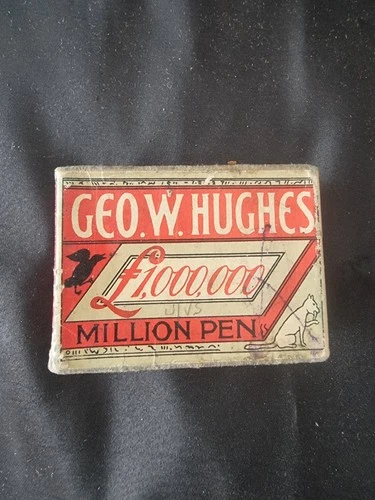 GEO. W. HUGHES
£1,000,000
MILLION PEN